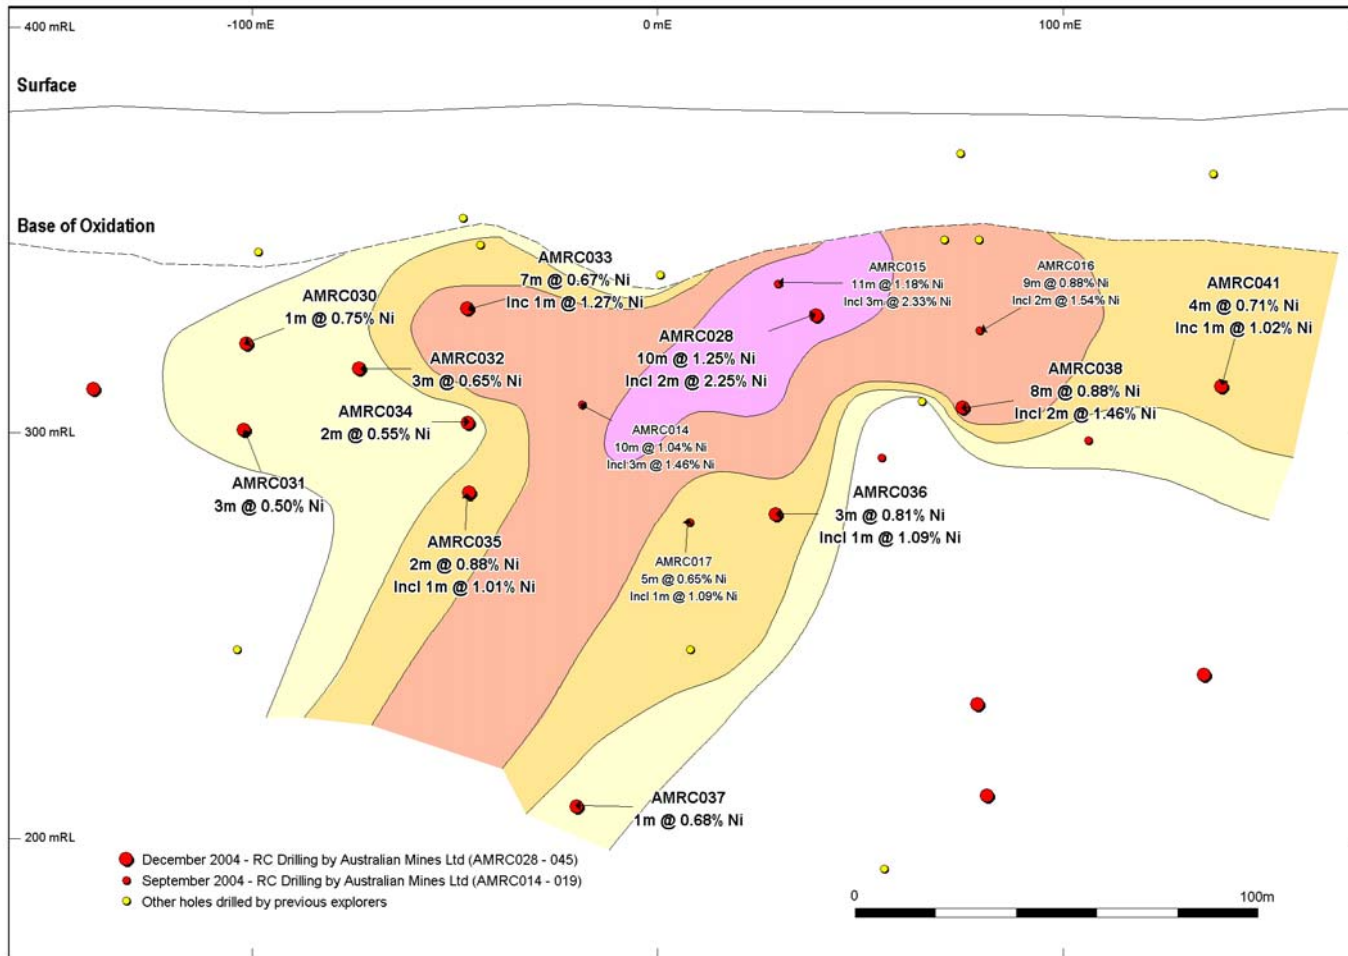 -100 mE
0 mE
100 mE
400 mRL
Surface
Base of Oxidation
AMRC033
7m @ 0.67% Ni
Inc 1m @ 1.27% Ni
AMRC015
11m @ 1.18% Ni
Incl 3m @ 2.33% Ni
AMRC016
9m @ 0.88% Ni
Incl 2m @ 1.54% Ni
AMRC041
4m @ 0.71% Ni
Inc 1m @ 1.02% Ni
AMRC030
1m @ 0.75% Ni
AMRC028
10m @ 1.25% Ni
Incl 2m @ 2.25% Ni
AMRC032
3m @ 0.65% Ni
AMRC038
8m @ 0.88% Ni
Incl 2m @ 1.46% Ni
AMRC034
2m @ 0.55% Ni
300 mRL
AMRC014
10m @ 1.04% Ni
Incl 3m @ 1.46% Ni
AMRC031
3m @ 0.50% Ni
AMRC036
3m @ 0.81% Ni
Incl 1m @ 1.09% Ni
AMRC035
2m @ 0.88% Ni
Incl 1m @ 1.01% Ni
AMRC017
5m @ 0.65% Ni
Incl 1m @ 1.09% Ni
AMRC037
1m @ 0.68% Ni
200 mRL
December 2004 - RC Drilling by Australian Mines Ltd (AMRC028 - 045)
September 2004 - RC Drilling by Australian Mines Ltd (AMRC014 - 019)
Other holes drilled by previous explorers
0
100m